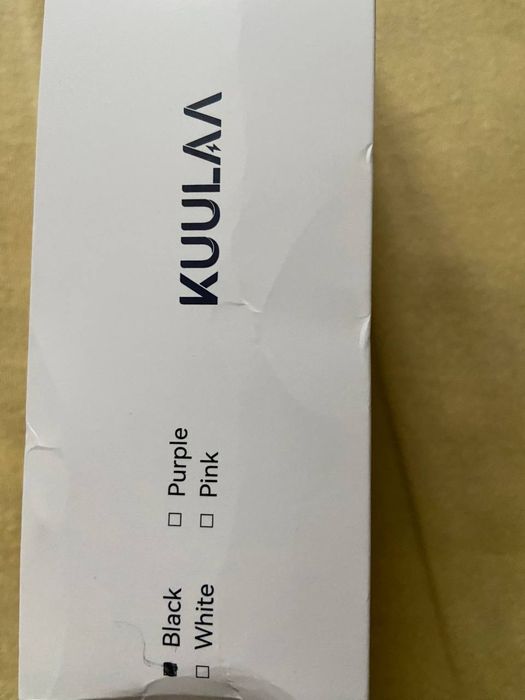 KUULAA
■ Black □ Purple
□ White □ Pink